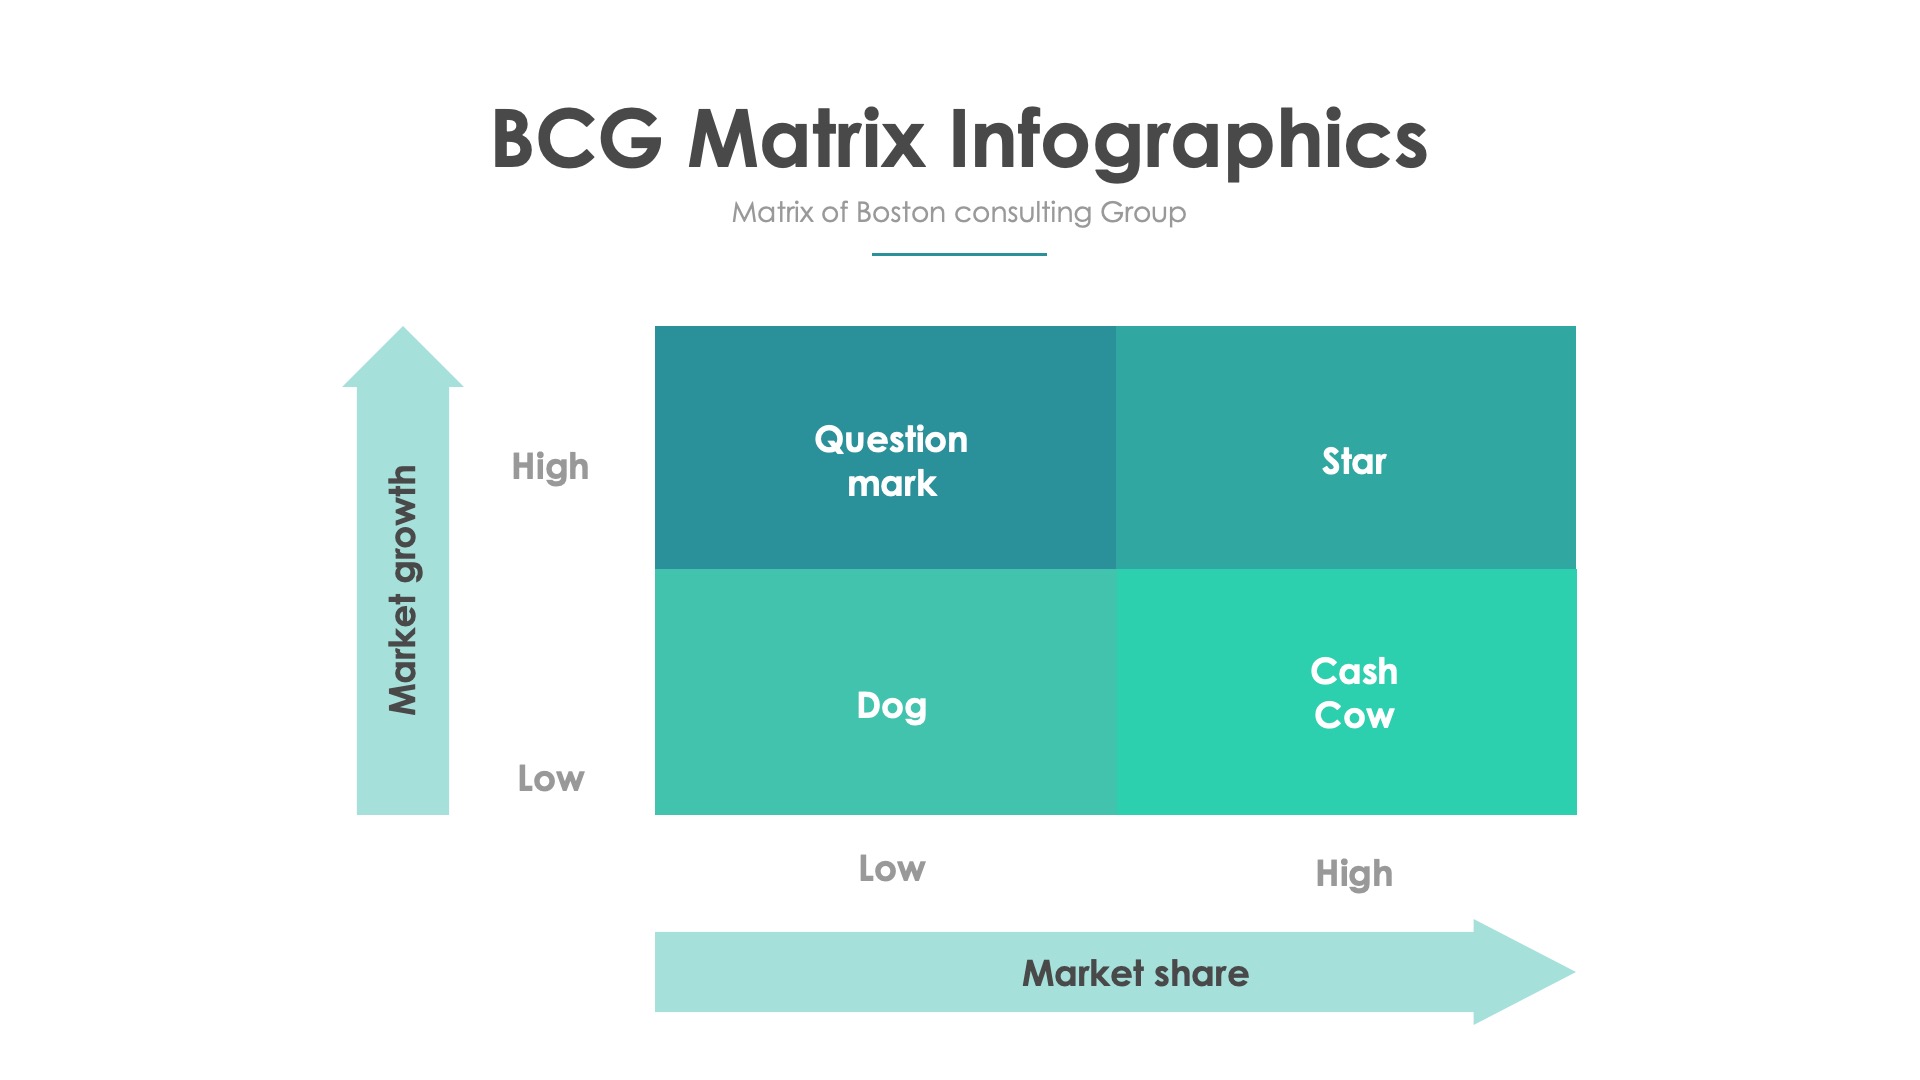 BCG Matrix Infographics
Matrix of Boston consulting Group
Market growth
High
Low
Question
mark
Star
Dog
Cash
Cow
Low
High
Market share